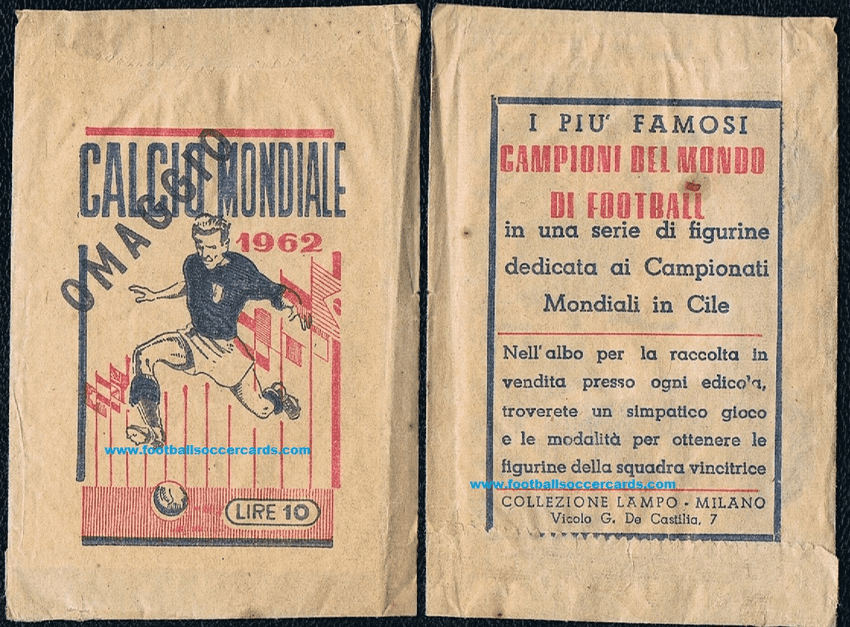 CALCIO MONDIALE
OMAGGIO
1962
www.footballsoccercards.com
LIRE 10
I PIU' FAMOSI
CAMPIONI DEL MONDO
DI FOOTBALL
in una serie di figurine
dedicata ai Campionati
Mondiali in Cile
Nell'albo per la raccolta in
vendita presso ogni edicola,
troverete un simpatico gioco
e le modalità per ottenere le
figurine della squadra vincitrice
www.footballsoccercards.com
COLLEZIONE LAMPO - MILANO
Vicolo G. De Castilia, 7